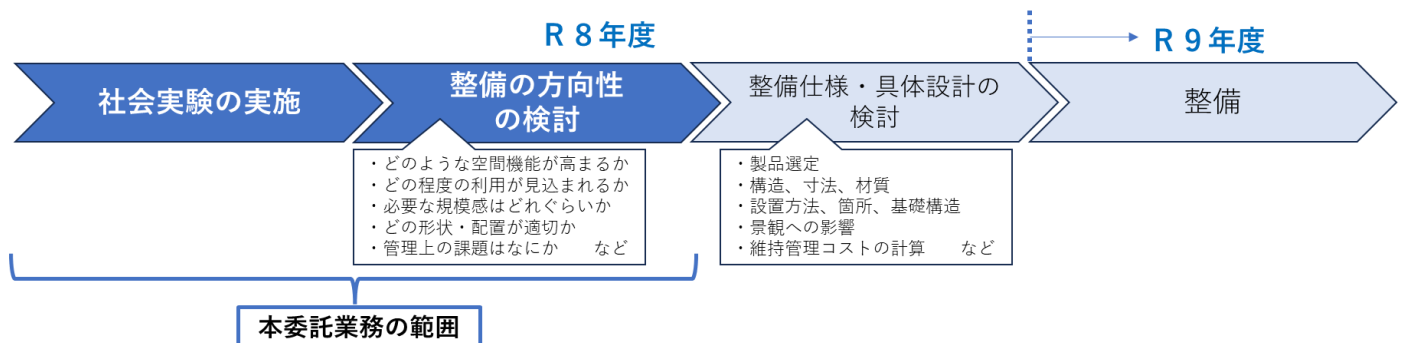 R８年度
R９年度
社会実験の実施
整備の方向性
の検討
整備仕様・具体設計の
検討
整備
・どのような空間機能が高まるか
・どの程度の利用が見込まれるか
・必要な規模感はどれぐらいか
・どの形状・配置が適切か
・管理上の課題はなにか　　など
・製品選定
・構造、寸法、材質
・設置方法、箇所、基礎構造
・景観への影響
・維持管理コストの計算　　など
本委託業務の範囲